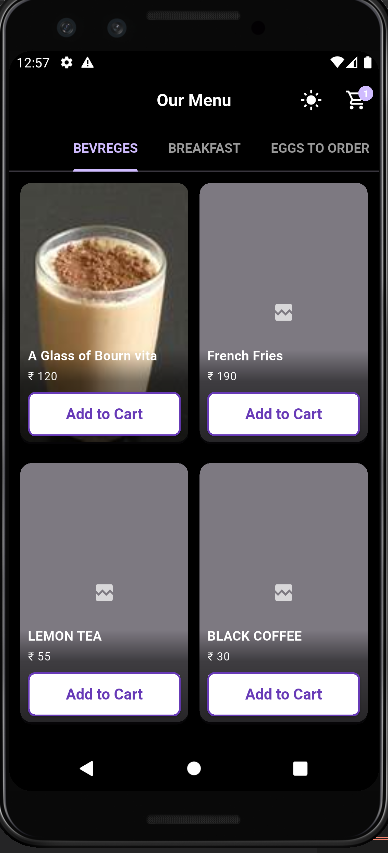 12:57
Our Menu
1
BEVREGES BREAKFAST EGGS TO ORDER
A Glass of Bourn vita
₹ 120
Add to Cart
French Fries
₹ 190
Add to Cart
LEMON TEA
₹ 55
Add to Cart
BLACK COFFEE
₹ 30
Add to Cart